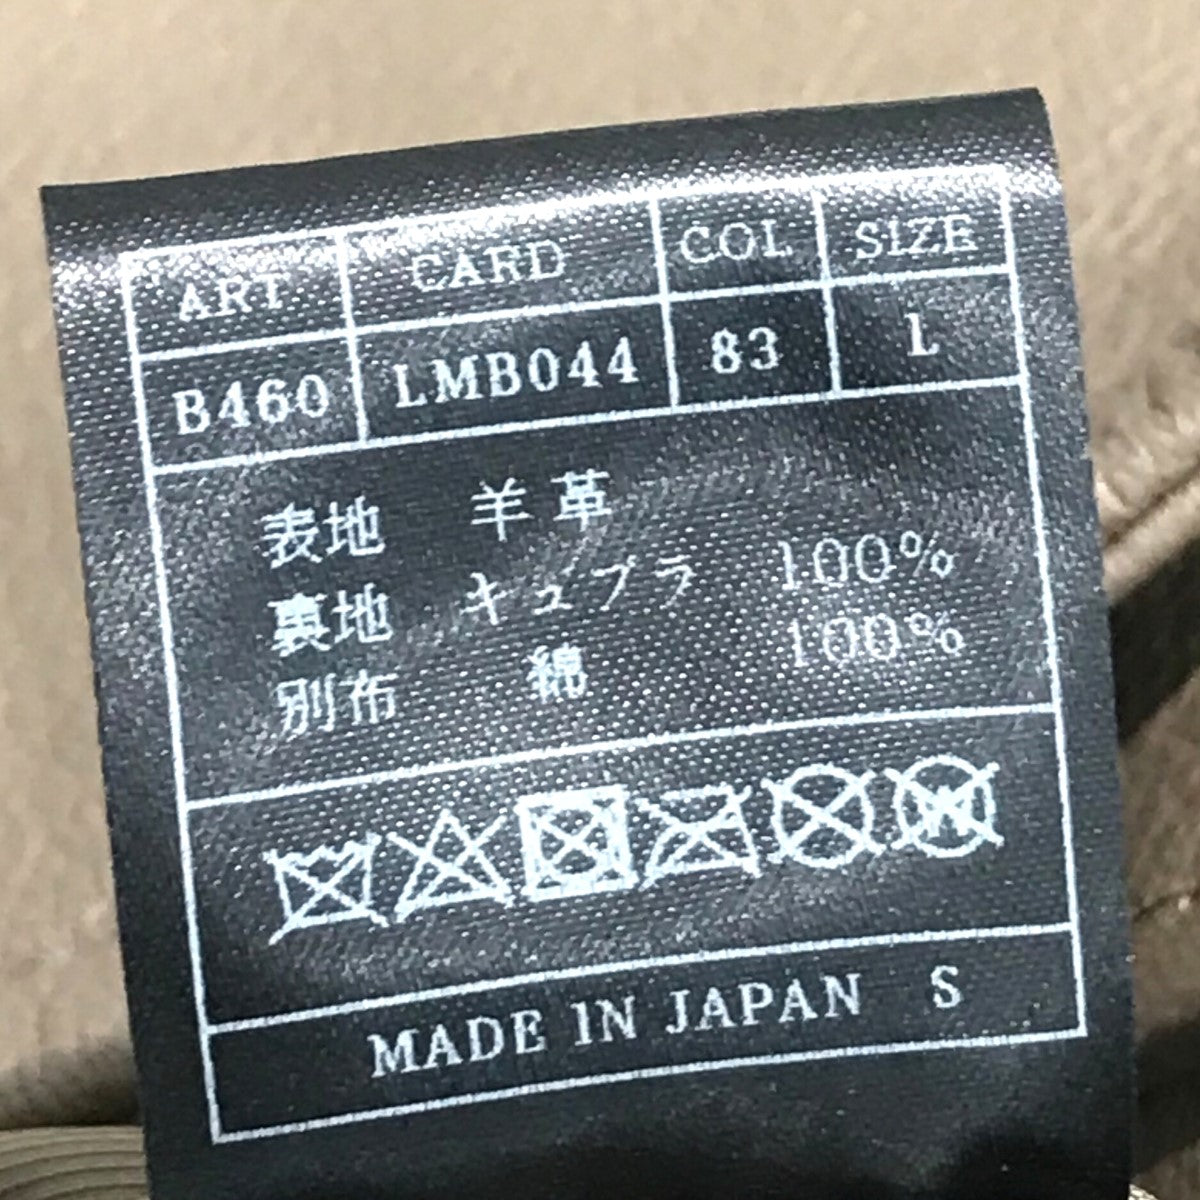 ART CARD COL SIZE
B460 LMB044 83 L
表地 羊革
裏地 キュプラ 100%
別布 綿 100%
W
MADE IN JAPAN S